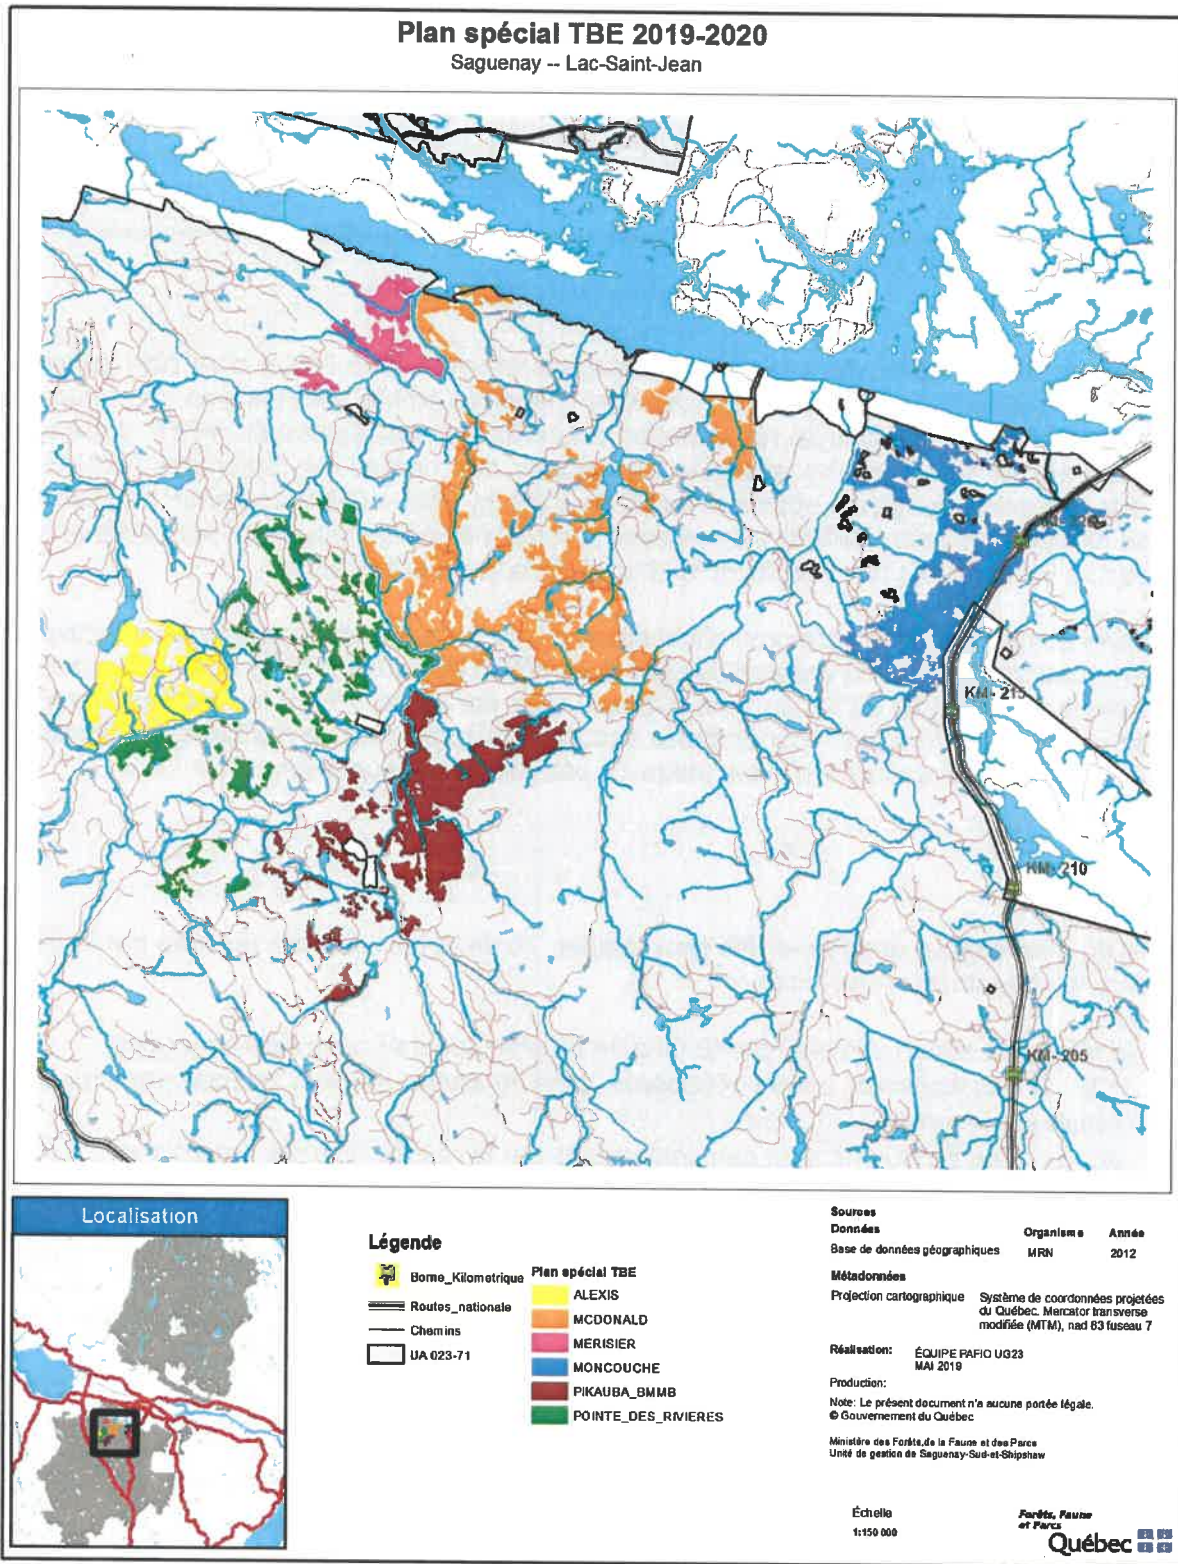 Plan spécial TBE 2019-2020
Saguenay -- Lac-Saint-Jean
KM- 215
KM- 210
KM- 205
Localisation
Légende
Borne_Kilometrique
Routes_nationale
Chemins
UA 023-71
Plan spécial TBE
ALEXIS
MCDONALD
MERISIER
MONCOUCHE
PIKAUBA_BMMB
POINTE_DES_RIVIERES
Sources
Données Organisme Année
Base de données géographiques MRN 2012
Métadonnées
Projection cartographique Système de coordonnées projetées
du Québec. Mercator transverse
modifiée (MTM), nad 83 fuseau 7
Réalisation: ÉQUIPE PAFIO UG23
MAI 2019
Production:
Note: Le présent document n'a aucune portée légale.
© Gouvernement du Québec
Ministère des Forêts,de la Faune et des Parcs
Unité de gestion de Saguenay-Sud-et-Shipshaw
Échelle
1:150 000
Forêts, Faune
et Parcs
Québec